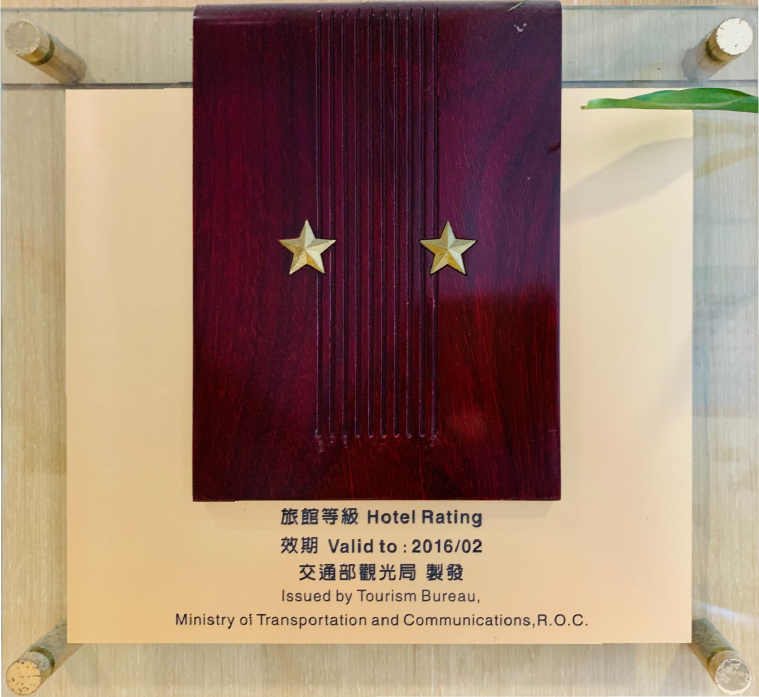 旅館等級 Hotel Rating
效期 Valid to : 2016/02
交通部觀光局 製發
Issued by Tourism Bureau,
Ministry of Transportation and Communications,R.O.C.